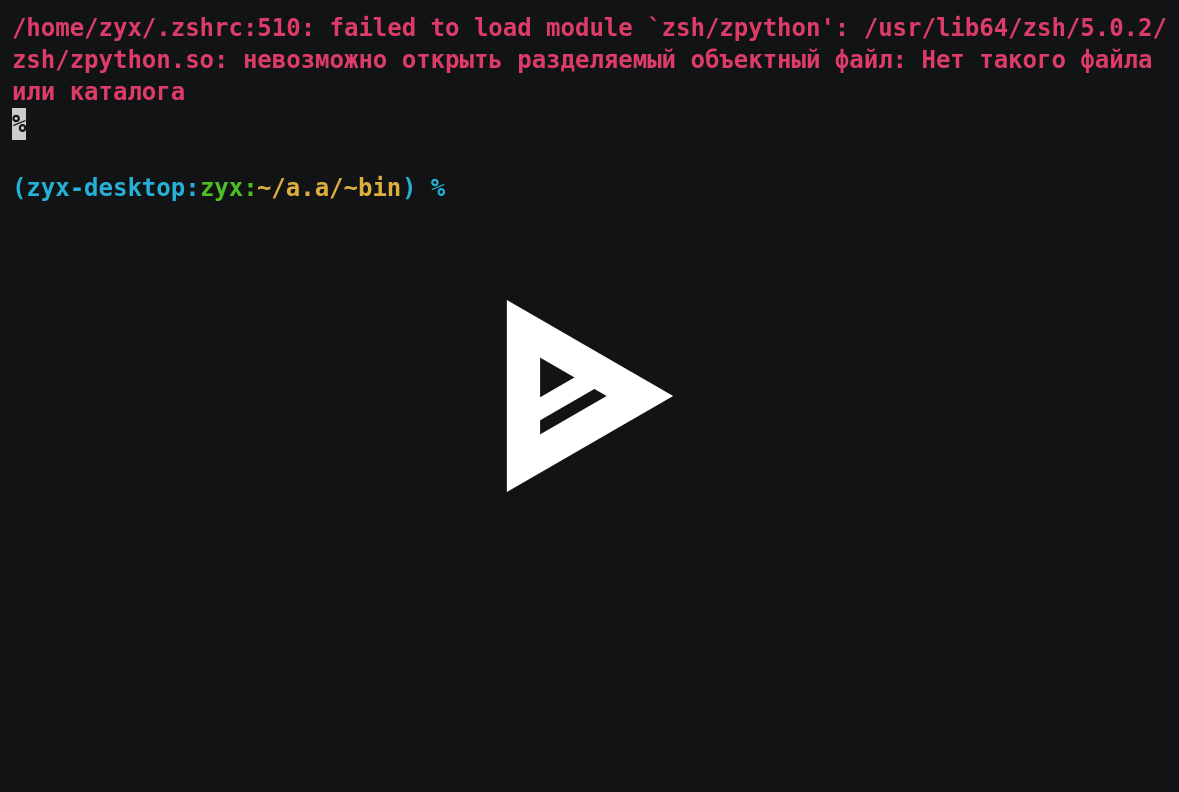 /home/zyx/.zshrc:510: failed to load module `zsh/zpython': /usr/lib64/zsh/5.0.2/
zsh/zpython.so: невозможно открыть разделяемый объектный файл: Нет такого файла
или каталога
%
(zyx-desktop:zyx:~/a.a/~bin) %